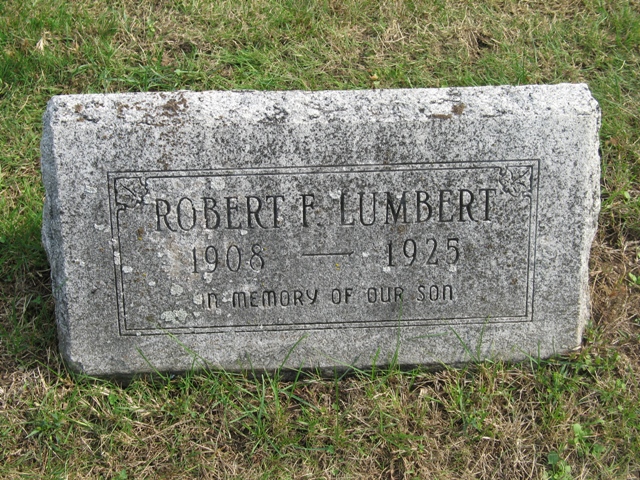 ROBERT F. LUMBERT
1908 — 1925
IN MEMORY OF OUR SON